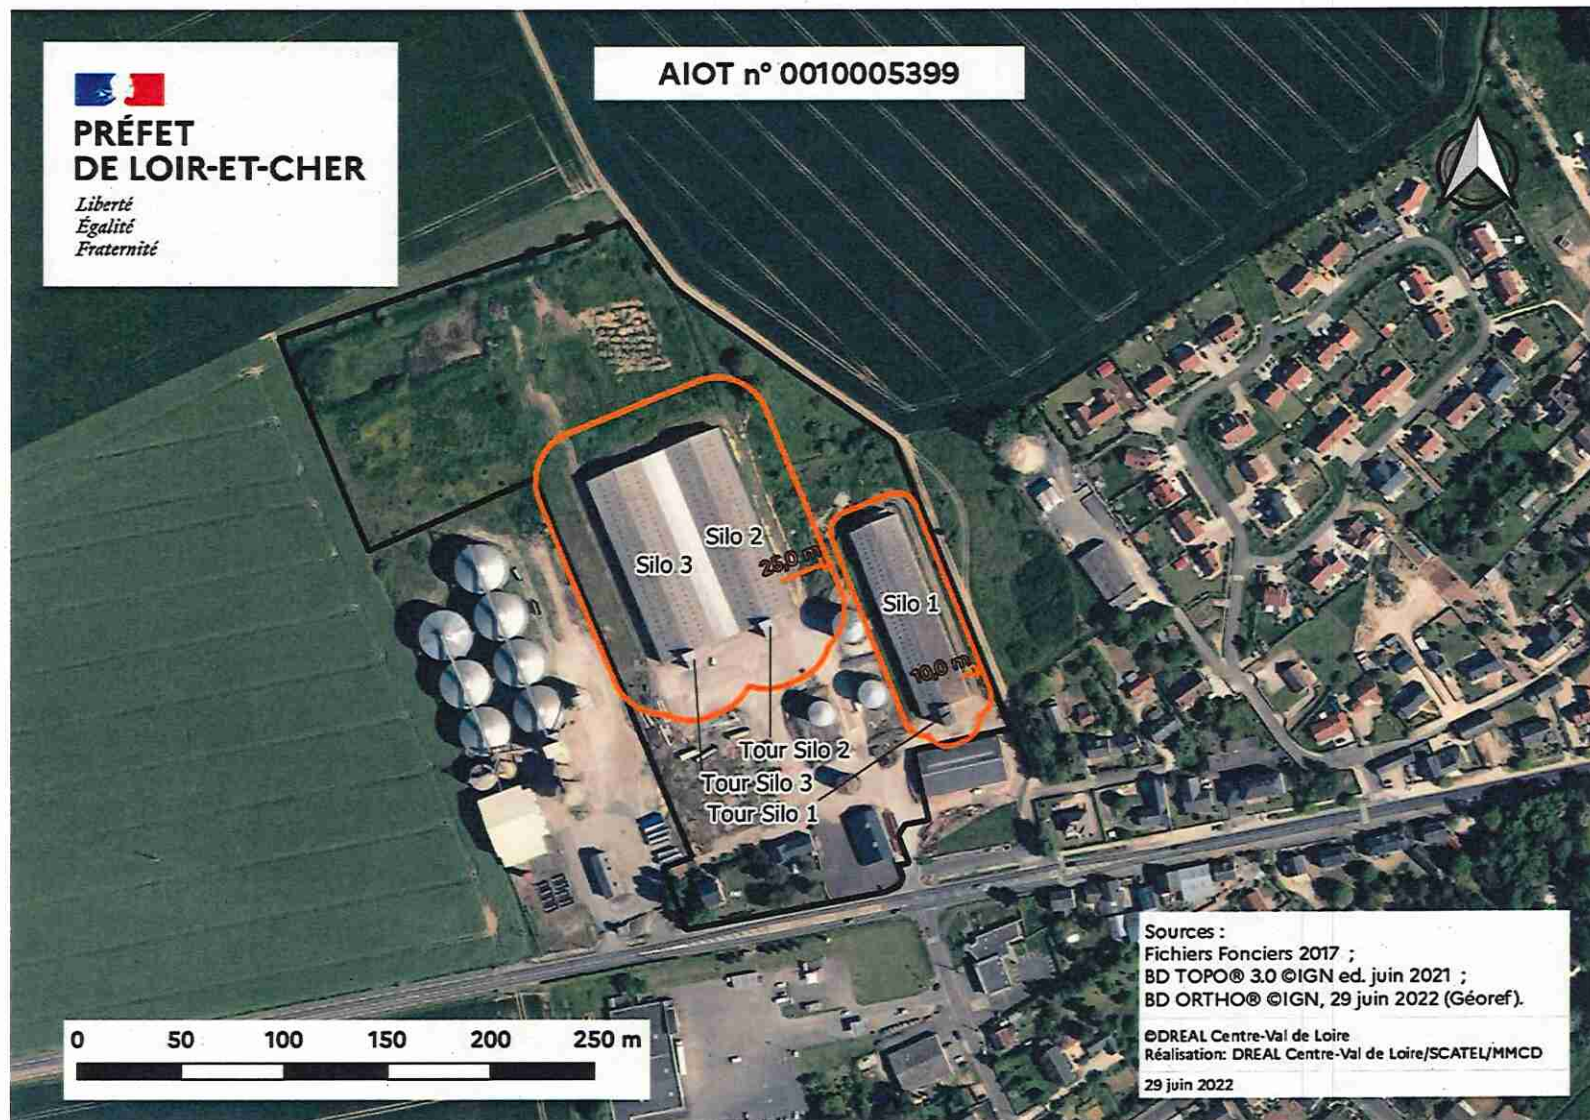 PRÉFET
DE LOIR-ET-CHER
Liberté
Égalité
Fraternité
AIOT n° 0010005399
Silo 2
Silo 3
25,0 m
Silo 1
10,0 m
Tour Silo 2
Tour Silo 3
Tour Silo 1
Sources :
Fichiers Fonciers 2017 ;
BD TOPO® 3.0 ©IGN ed. juin 2021 ;
BD ORTHO® ©IGN, 29 juin 2022 (Géoref).
©DREAL Centre-Val de Loire
Réalisation: DREAL Centre-Val de Loire/SCATEL/MMCD
29 juin 2022
0 50 100 150 200 250 m